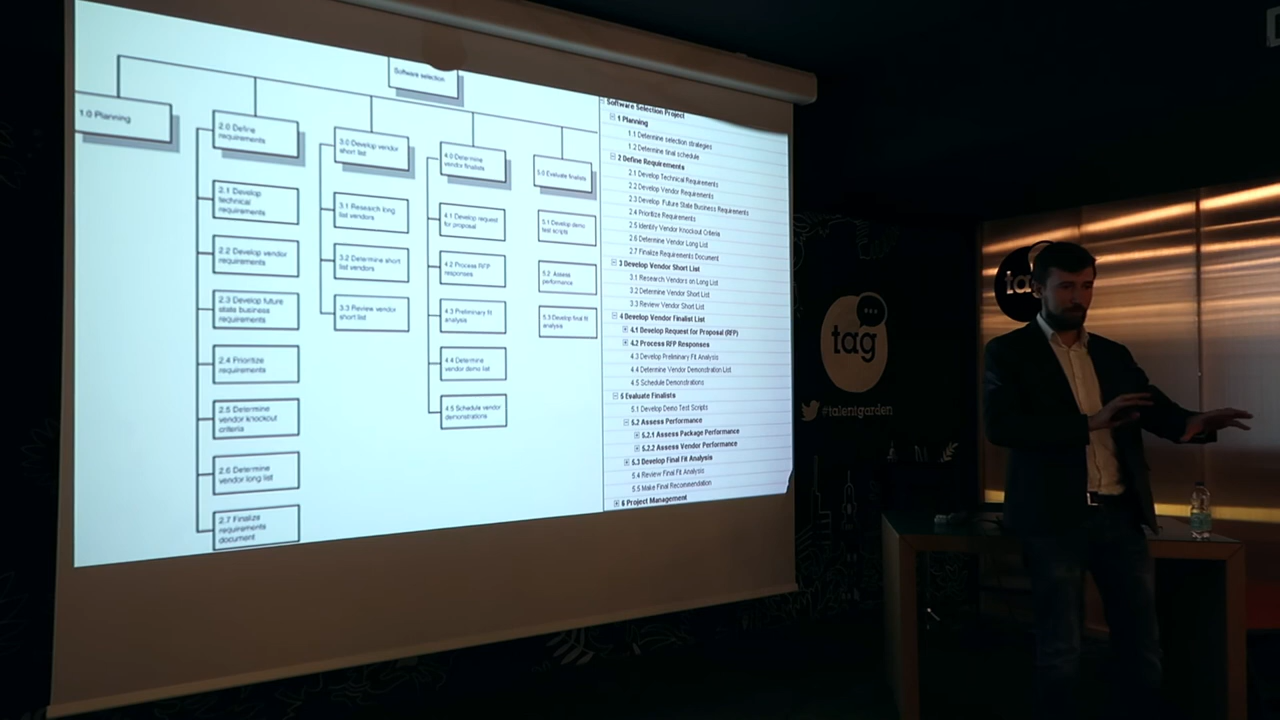 Software selection
1.0 Planning
2.0 Define
requirements
2.1 Develop
technical
requirements
2.2 Develop vendor
requirements
2.3 Develop future
state business
requirements
2.4 Prioritize
requirements
2.5 Determine
vendor knockout
criteria
2.6 Determine
vendor long list
2.7 Finalize
requirements
document
3.0 Develop vendor
short list
3.1 Research long
list vendors
3.2 Determine short
list vendors
3.3 Review vendor
short list
4.0 Determine
vendor finalists
4.1 Develop request
for proposal
4.2 Process RFP
responses
4.3 Preliminary fit
analysis
4.4 Determine
vendor demo list
4.5 Schedule vendor
demonstrations
5.0 Evaluate finalists
5.1 Develop demo
test scripts
5.2 Assess
performance
5.3 Develop final fit
analysis
Software Selection Project
1 Planning
1.1 Determine selection strategies
1.2 Determine final schedule
2 Define Requirements
2.1 Develop Technical Requirements
2.2 Develop Vendor Requirements
2.3 Develop Future State Business Requirements
2.4 Prioritize Requirements
2.5 Identify Vendor Knockout Criteria
2.6 Determine Vendor Long List
2.7 Finalize Requirements Document
3 Develop Vendor Short List
3.1 Research Vendors on Long List
3.2 Determine Vendor Short List
3.3 Review Vendor Short List
4 Develop Vendor Finalist List
4.1 Develop Request for Proposal (RFP)
4.2 Process RFP Responses
4.3 Develop Preliminary Fit Analysis
4.4 Determine Vendor Demonstration List
4.5 Schedule Demonstrations
5 Evaluate Finalists
5.1 Develop Demo Test Scripts
5.2 Assess Performance
5.2.1 Assess Package Performance
5.2.2 Assess Vendor Performance
5.3 Develop Final Fit Analysis
5.4 Review Final Fit Analysis
5.5 Make Final Recommendation
6 Project Management
tag
#talentgarden
ta